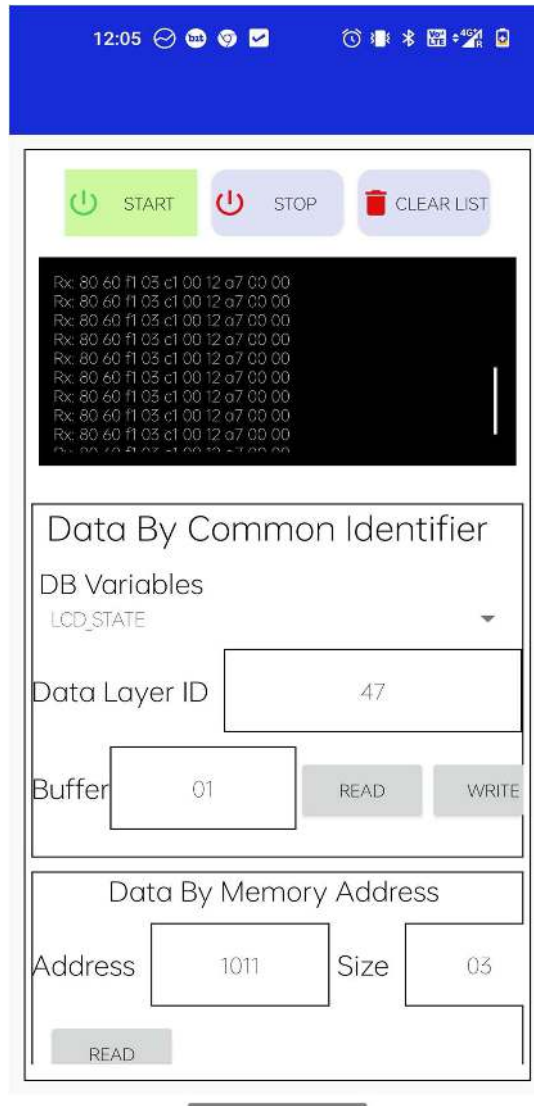 12:05 bit Vo) LTE 4G+ R
START STOP CLEAR LIST
Rx: 80 60 f1 03 c1 00 12 a7 00 00
Rx: 80 60 f1 03 c1 00 12 a7 00 00
Rx: 80 60 f1 03 c1 00 12 a7 00 00
Rx: 80 60 f1 03 c1 00 12 a7 00 00
Rx: 80 60 f1 03 c1 00 12 a7 00 00
Rx: 80 60 f1 03 c1 00 12 a7 00 00
Rx: 80 60 f1 03 c1 00 12 a7 00 00
Rx: 80 60 f1 03 c1 00 12 a7 00 00
Rx: 80 60 f1 03 c1 00 12 a7 00 00
Data By Common Identifier
DB Variables
LCD_STATE
Data Layer ID 47
Buffer 01 READ WRITE
Data By Memory Address
Address 1011 Size 03
READ